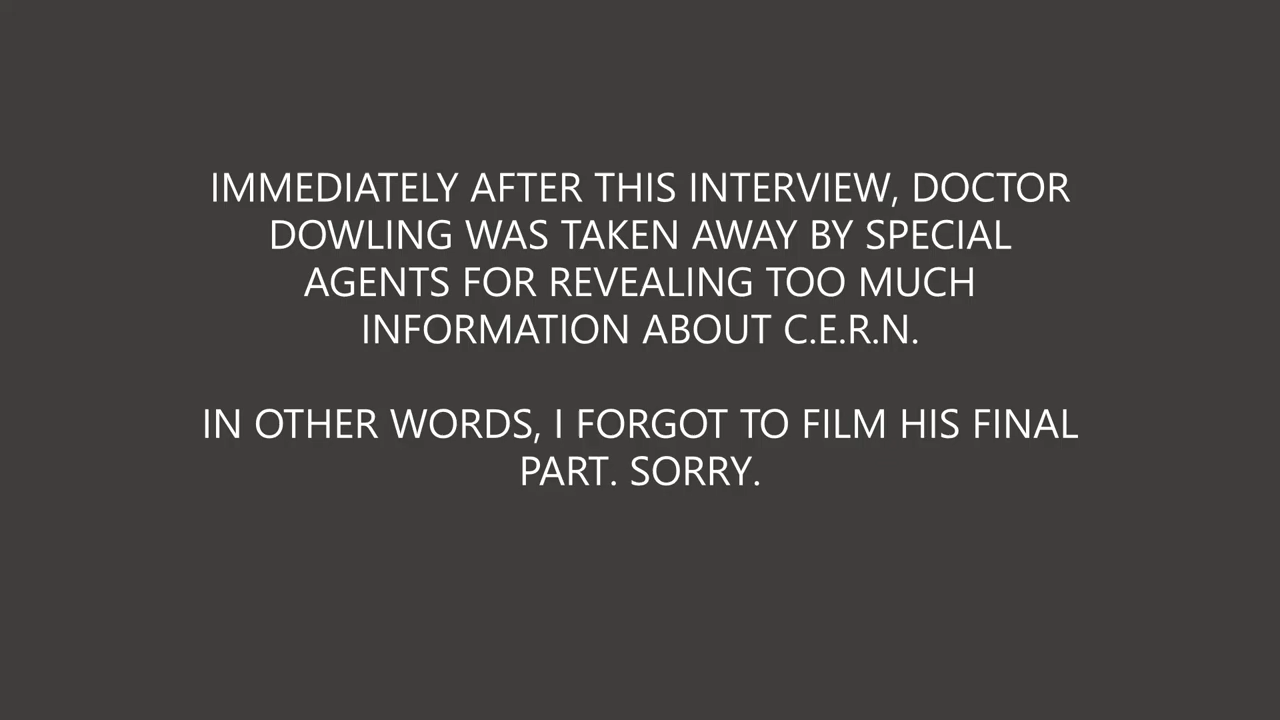 IMMEDIATELY AFTER THIS INTERVIEW, DOCTOR
DOWLING WAS TAKEN AWAY BY SPECIAL
AGENTS FOR REVEALING TOO MUCH
INFORMATION ABOUT C.E.R.N.
IN OTHER WORDS, I FORGOT TO FILM HIS FINAL
PART. SORRY.